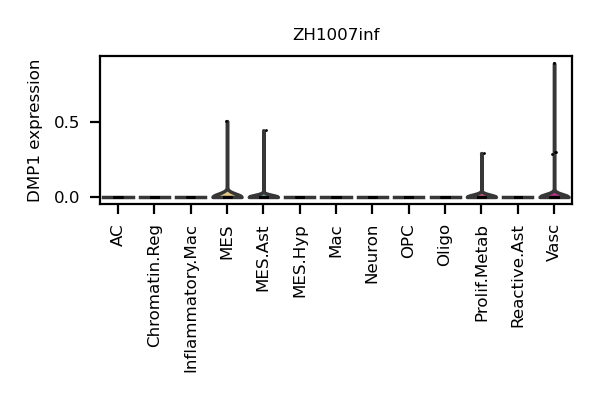 ZH1007inf
DMP1 expression
0.5
0.0
AC
Chromatin.Reg
Inflammatory.Mac
MES
MES.Ast
MES.Hyp
Mac
Neuron
OPC
Oligo
Prolif.Metab
Reactive.Ast
Vasc